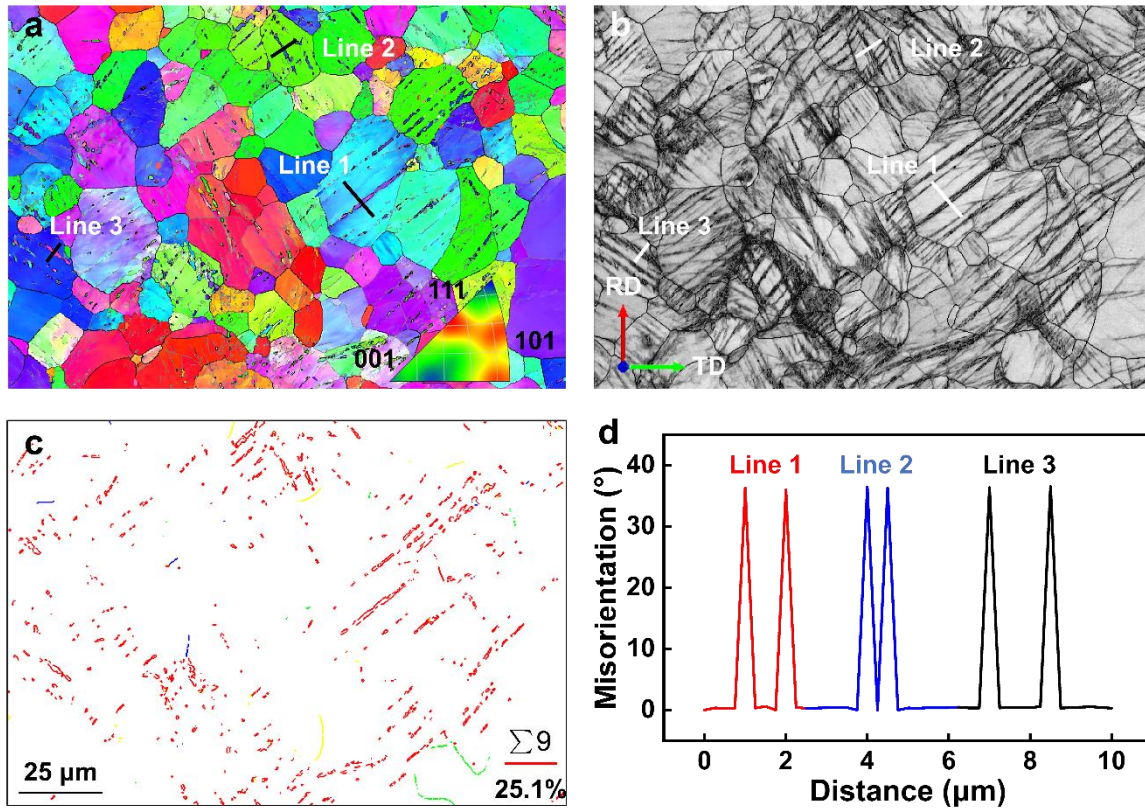 a
Line 2
Line 1
Line 3
111
001
101
b
Line 2
Line 1
Line 3
RD
TD
c
∑9
25.1%
25 μm
d
Line 1
Line 2
Line 3
Misorientation (°)
40
30
20
10
0
0
2
4
6
8
10
Distance (μm)